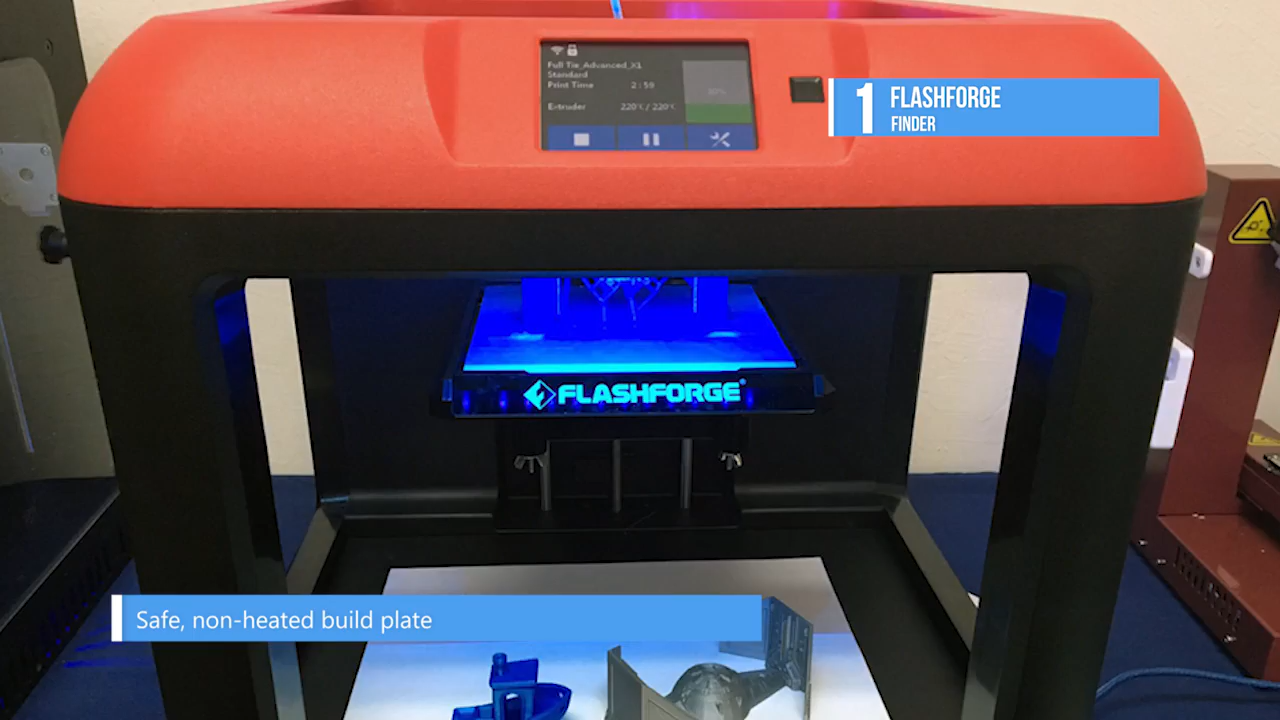 Full Tie_Advanced_X1
Standard
Print Time 2:59
30%
Extruder 220℃ / 220℃
1 FLASHFORGE
FINDER
FLASHFORGE®
Safe, non-heated build plate